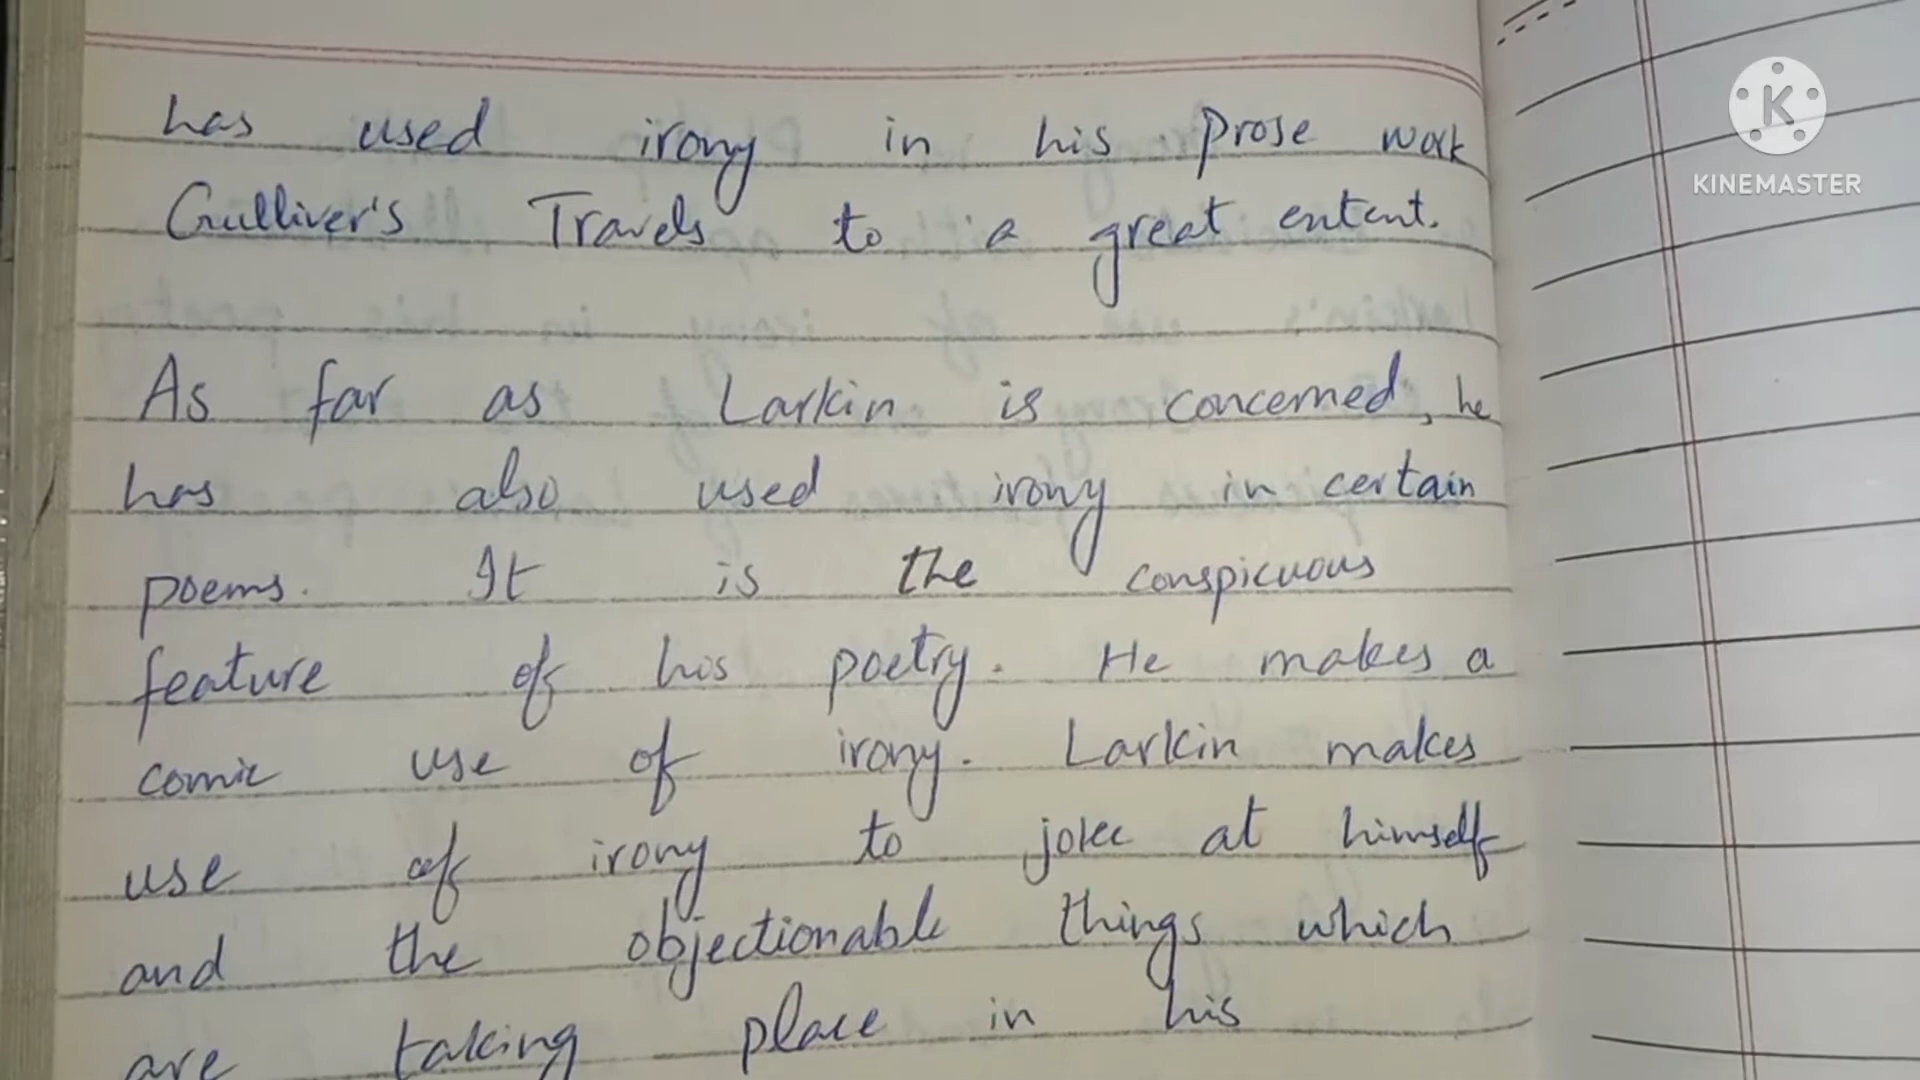 has used irony in his prose work
Gulliver's Travels to a great extent.
As far as Larkin is concerned, he
has also used irony in certain
poems. It is the conspicuous
feature of his poetry. He makes a
comic use of irony. Larkin makes
use of irony to joke at himself
and the objectionable things which
are taking place in his
K
KINEMASTER